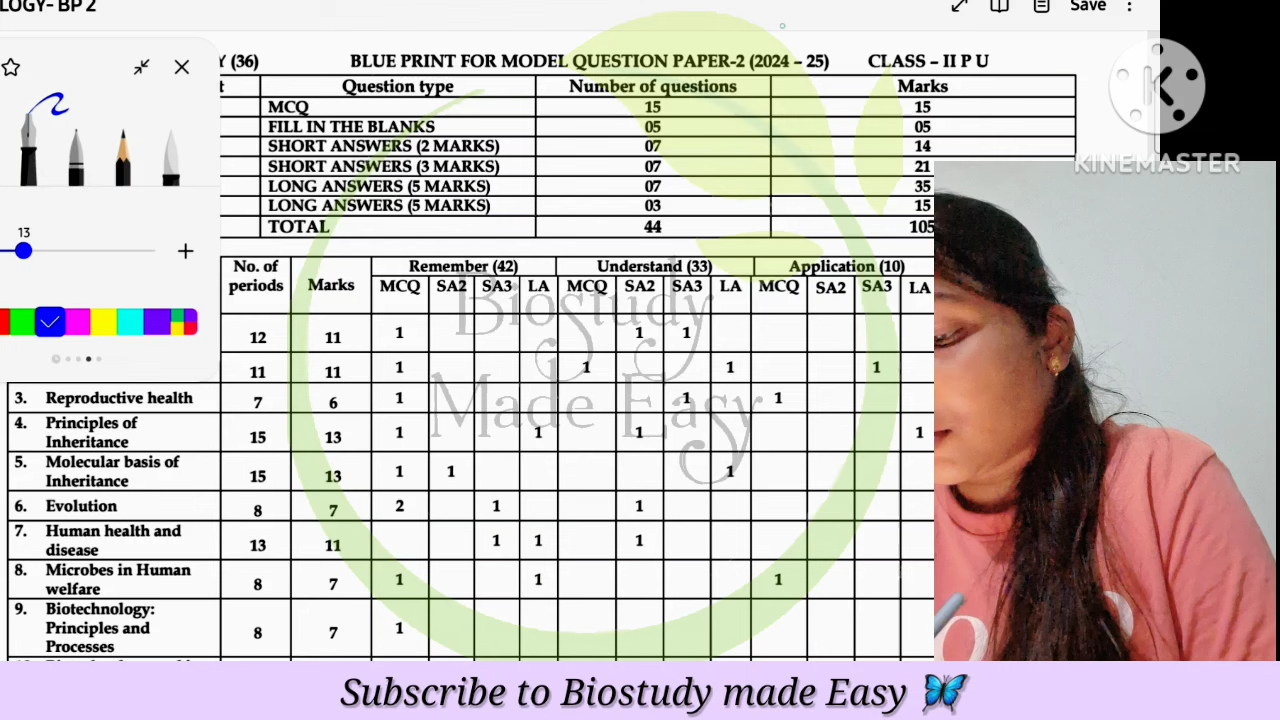 LOGY- BP 2 Save
Y (36) BLUE PRINT FOR MODEL QUESTION PAPER-2 (2024 – 25) CLASS – II P U
t Question type Number of questions Marks
MCQ 15 15
FILL IN THE BLANKS 05 05
SHORT ANSWERS (2 MARKS) 07 14
SHORT ANSWERS (3 MARKS) 07 21
LONG ANSWERS (5 MARKS) 07 35
LONG ANSWERS (5 MARKS) 03 15
TOTAL 44 105
13
No. of periods Marks Remember (42) Understand (33) Application (10)
MCQ SA2 SA3 LA MCQ SA2 SA3 LA MCQ SA2 SA3 LA
12 11 1 1 1
11 11 1 1 1 1
3. Reproductive health 7 6 1 1 1
4. Principles of
Inheritance 15 13 1 1 1 1
5. Molecular basis of
Inheritance 15 13 1 1 1
6. Evolution 8 7 2 1 1
7. Human health and
disease 13 11 1 1 1
8. Microbes in Human
welfare 8 7 1 1 1
9. Biotechnology:
Principles and
Processes 8 7 1
Biostudy
Made Easy
KINEMASTER
Subscribe to Biostudy made Easy 🦋